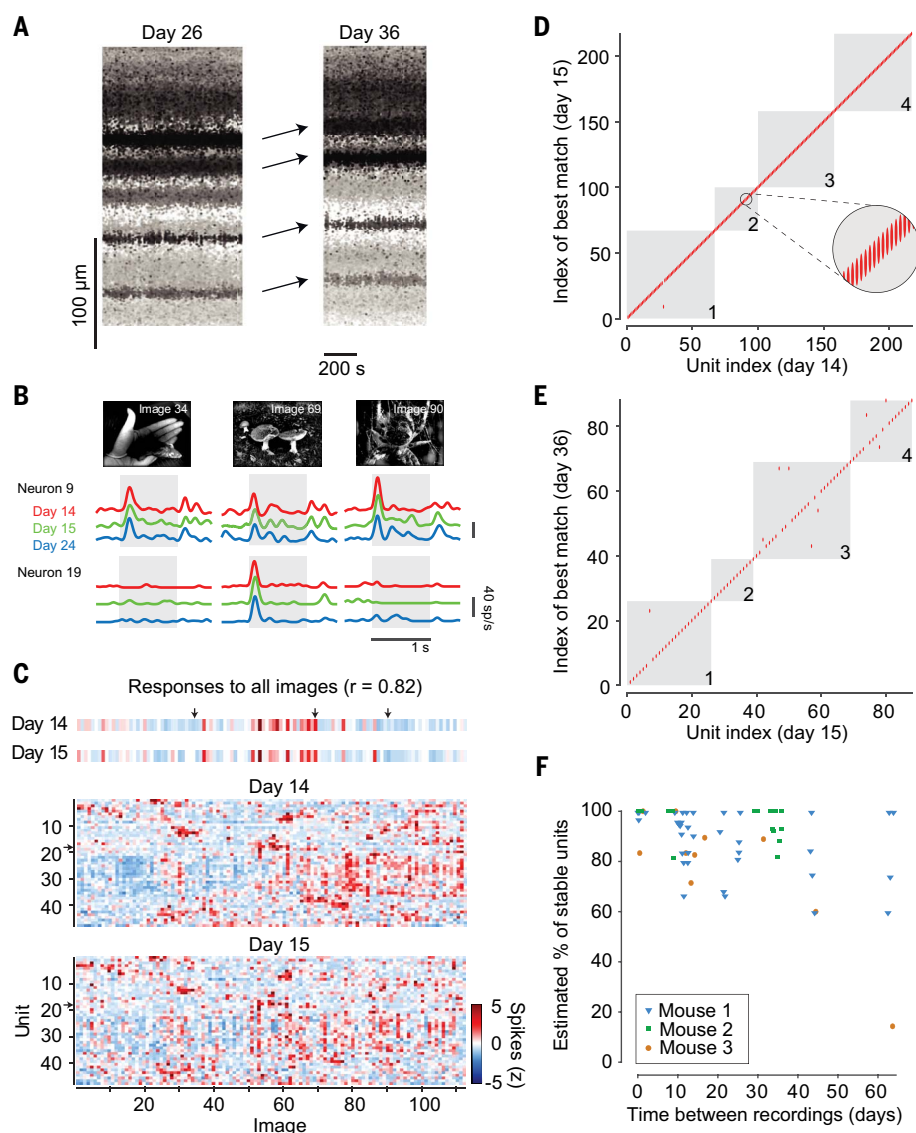 A
Day 26
Day 36
100 µm
200 s
B
Image 34
Image 69
Image 90
Neuron 9
Day 14
Day 15
Day 24
Neuron 19
40 sp/s
1 s
C
Responses to all images (r = 0.82)
Day 14
Day 15
Day 14
10
20
30
40
Day 15
Unit
10
20
30
40
20
40
60
80
100
Image
5
0
–5
Spikes (z)
D
Index of best match (day 15)
200
150
100
50
0
1
2
3
4
0
50
100
150
200
Unit index (day 14)
E
Index of best match (day 36)
80
60
40
20
0
1
2
3
4
0
20
40
60
80
Unit index (day 15)
F
Estimated % of stable units
100
80
60
40
20
0
Mouse 1
Mouse 2
Mouse 3
0
10
20
30
40
50
60
Time between recordings (days)